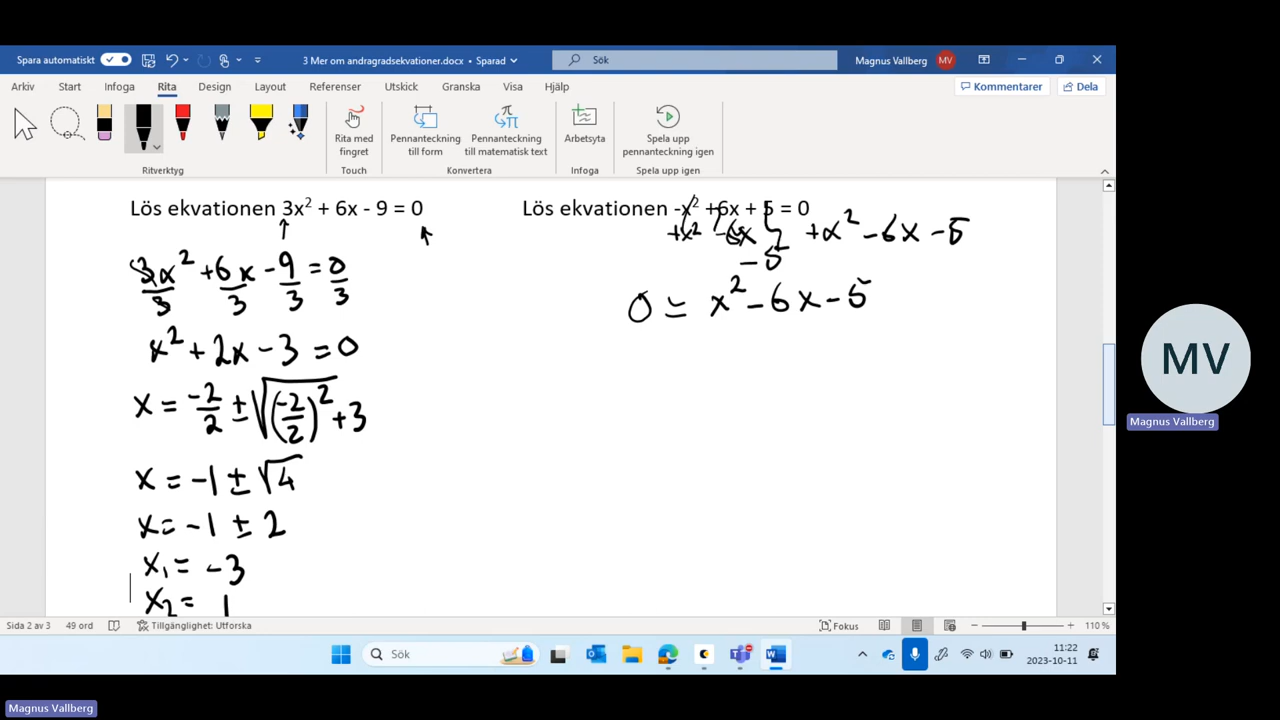 Spara automatiskt
3 Mer om andragradsekvationer.docx • Sparad
Sök
Magnus Vallberg
MV
Arkiv Start Infoga Rita Design Layout Referenser Utskick Granska Visa Hjälp
Kommentarer
Dela
Rita med fingret
Pennanteckning till form
Pennanteckning till matematisk text
Arbetsyta
Spela upp pennanteckning igen
Ritverktyg
Touch
Konvertera
Infoga
Spela upp igen
Lös ekvationen 3x² + 6x - 9 = 0
3x²/3 + 6x/3 - 9/3 = 0/3
x² + 2x - 3 = 0
x = -2/2 ± √((-2/2)² + 3
x = -1 ± √4
x = -1 ± 2
x₁ = -3
x₂ = 1
Lös ekvationen -x² +6x + 5 = 0
+x² -6x -5 +x² - 6x - 5
0 = x² - 6x - 5
MV
Magnus Vallberg
Sida 2 av 3
49 ord
Tillgänglighet: Utforska
Fokus
110 %
Sök
11:22
2023-10-11
Magnus Vallberg